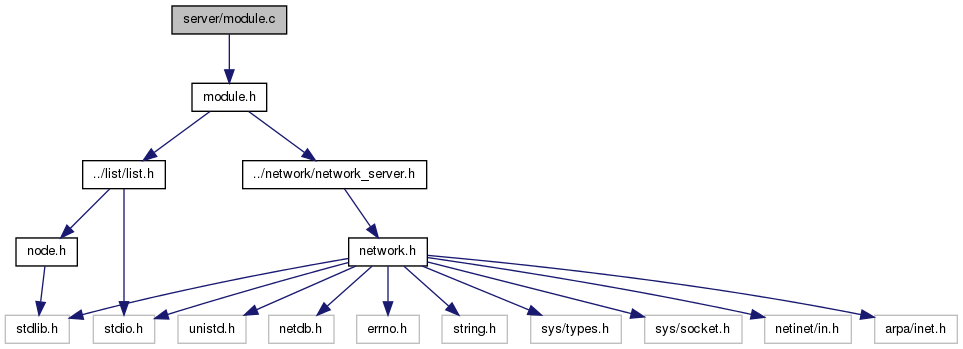 server/module.c
module.h
../list/list.h
../network/network_server.h
node.h
network.h
stdlib.h
stdio.h
unistd.h
netdb.h
errno.h
string.h
sys/types.h
sys/socket.h
netinet/in.h
arpa/inet.h